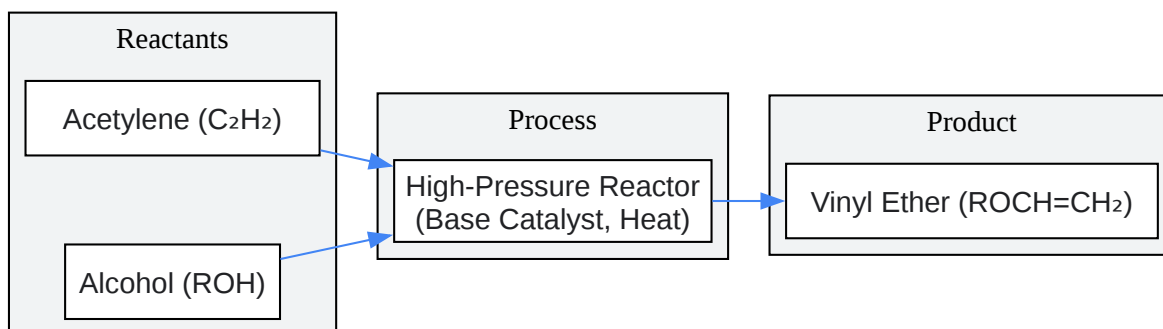 Reactants
Acetylene (C₂H₂)
Alcohol (ROH)
Process
High-Pressure Reactor
(Base Catalyst, Heat)
Product
Vinyl Ether (ROCH=CH₂)